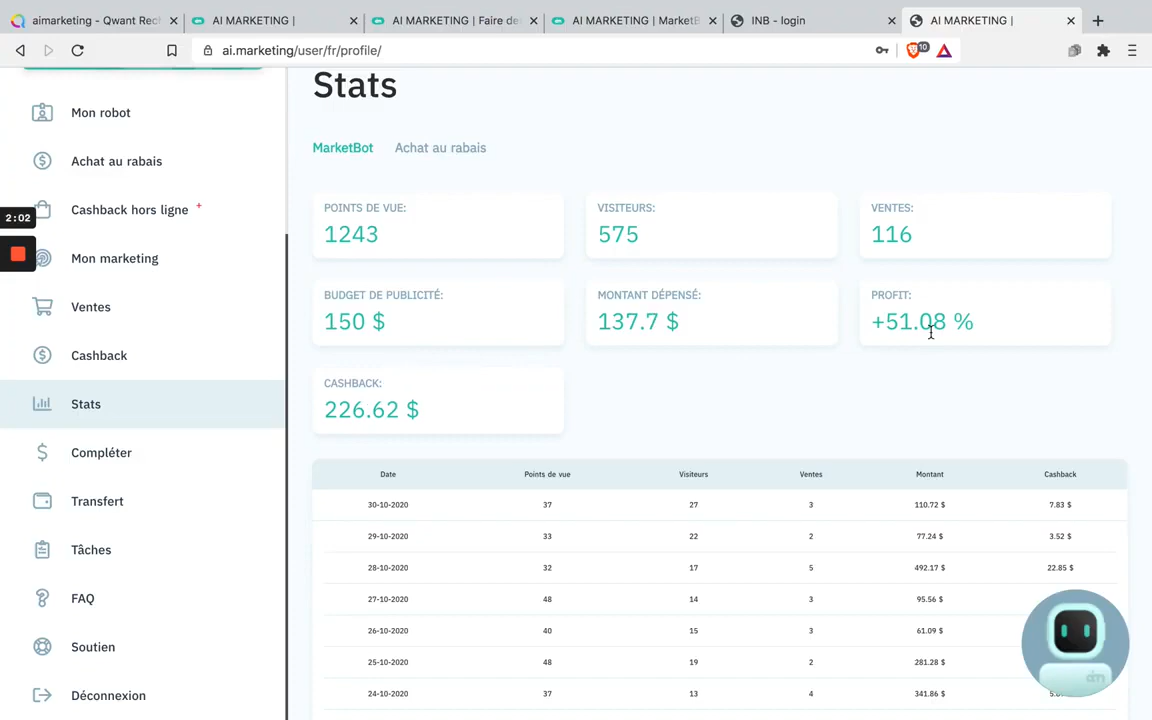 aimarketing - Qwant Rec
AI MARKETING |
AI MARKETING | Faire de
AI MARKETING | MarketB
INB - login
AI MARKETING |
ai.marketing/user/fr/profile/
10
Mon robot
Achat au rabais
Cashback hors ligne +
Mon marketing
Ventes
Cashback
Stats
Compléter
Transfert
Tâches
FAQ
Soutien
Déconnexion
2:02
Stats
MarketBot Achat au rabais
POINTS DE VUE:
1243
VISITEURS:
575
VENTES:
116
BUDGET DE PUBLICITÉ:
150 $
MONTANT DÉPENSÉ:
137.7 $
PROFIT:
+51.08 %
CASHBACK:
226.62 $
Date Points de vue Visiteurs Ventes Montant Cashback
30-10-2020 37 27 3 110.72 $ 7.83 $
29-10-2020 33 22 2 77.24 $ 3.52 $
28-10-2020 32 17 5 492.17 $ 22.85 $
27-10-2020 48 14 3 95.56 $
26-10-2020 40 15 3 61.09 $
25-10-2020 48 19 2 281.28 $
24-10-2020 37 13 4 341.86 $
aim